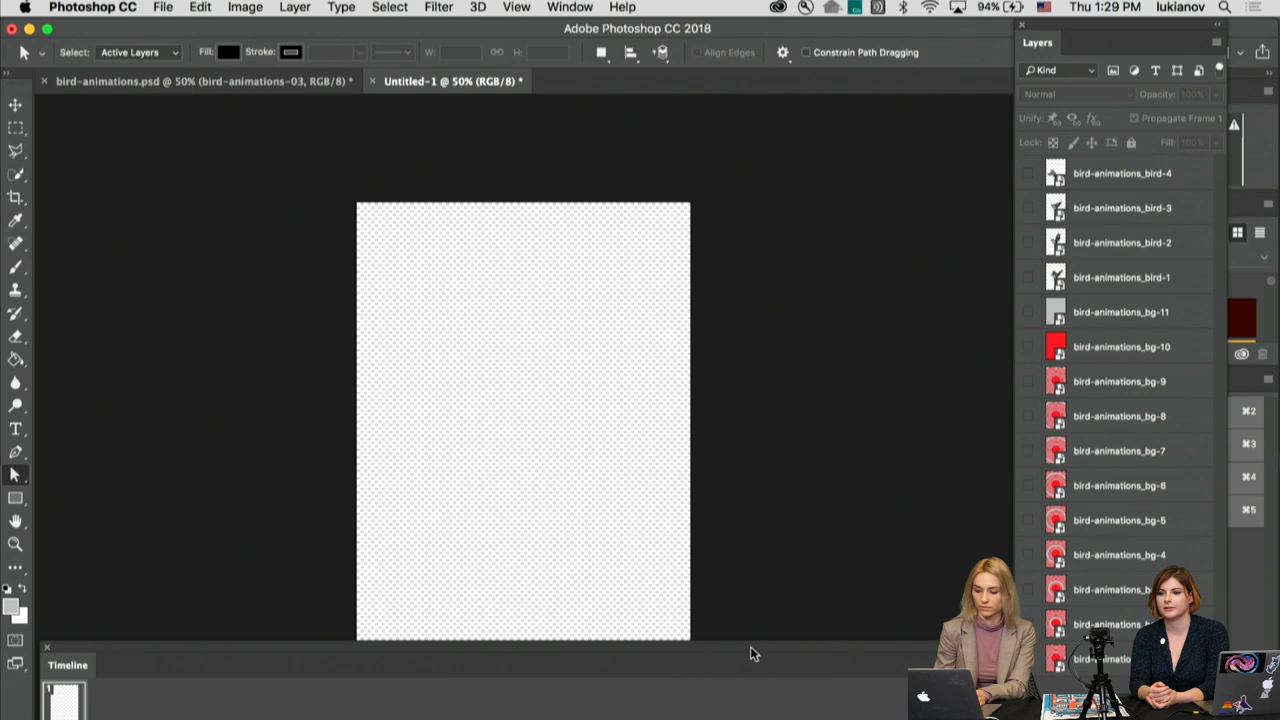 Photoshop CC File Edit Image Layer Type Select Filter 3D View Window Help 94% Thu 1:29 PM lukianov
Adobe Photoshop CC 2018
Select: Active Layers Fill: Stroke: W: H: Align Edges Constrain Path Dragging
bird-animations.psd @ 50% (bird-animations-03, RGB/8) * Untitled-1 @ 50% (RGB/8) *
Layers
Kind
Normal Opacity: 100%
Unify: Propagate Frame 1
Lock: Fill: 100%
bird-animations_bird-4
bird-animations_bird-3
bird-animations_bird-2
bird-animations_bird-1
bird-animations_bg-11
bird-animations_bg-10
bird-animations_bg-9
bird-animations_bg-8
⌘2
bird-animations_bg-7
⌘3
bird-animations_bg-6
⌘4
bird-animations_bg-5
⌘5
bird-animations_bg-4
Timeline
1